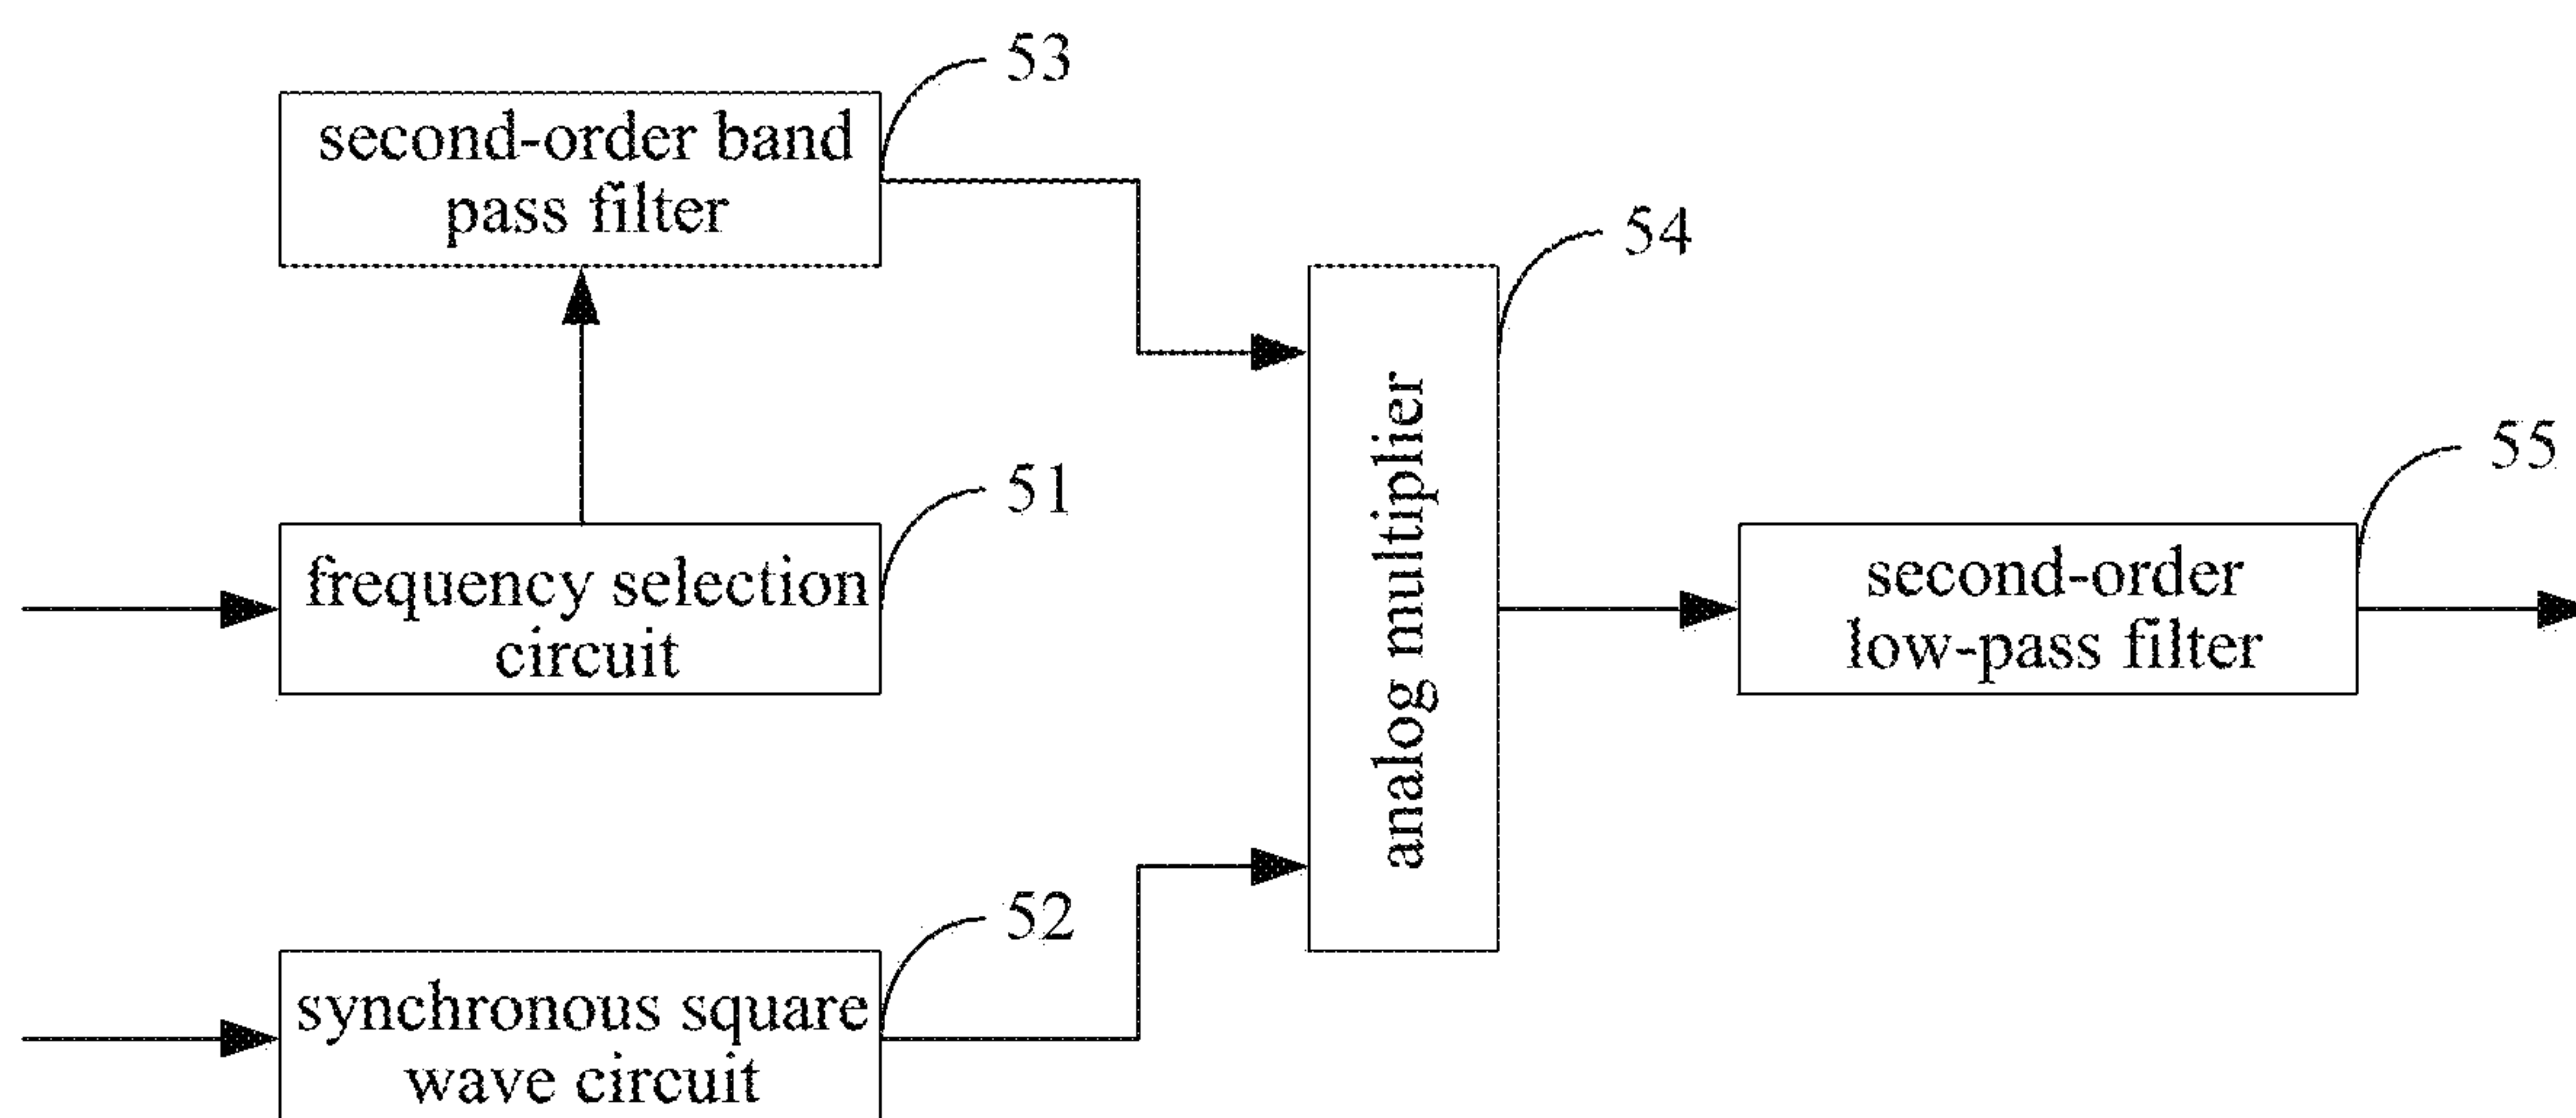 53
second-order band
pass filter
54
analog multiplier
51
frequency selection
circuit
55
second-order
low-pass filter
52
synchronous square
wave circuit